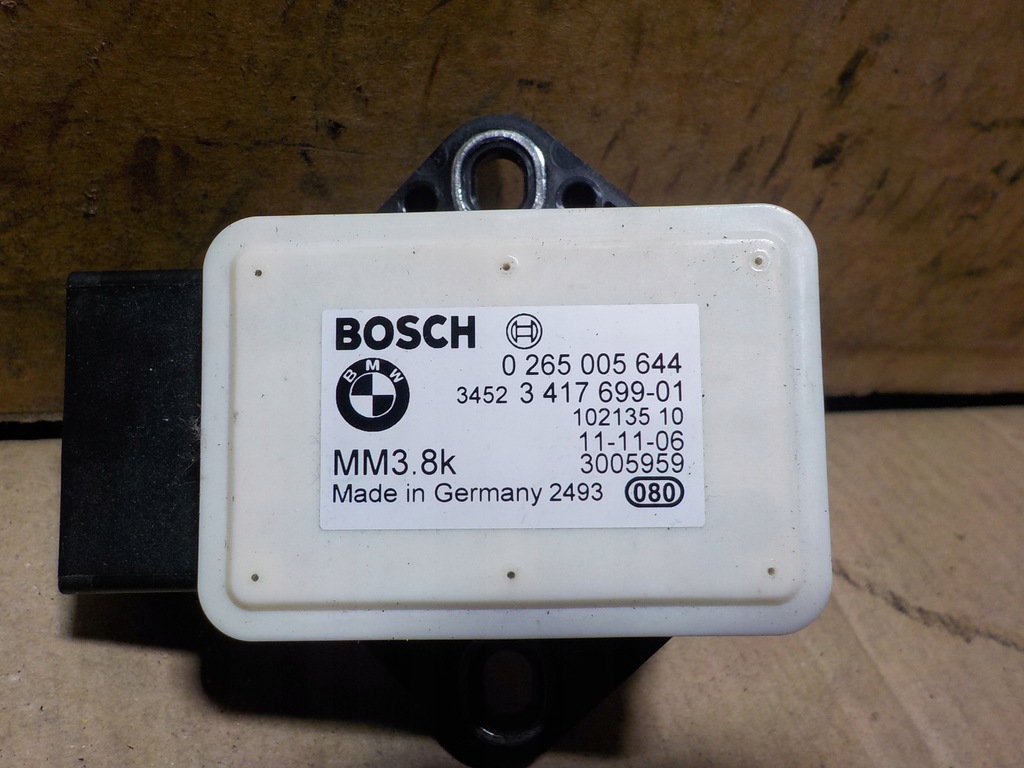 BOSCH
0 265 005 644
BMW
3452 3 417 699-01
102135 10
11-11-06
MM3.8k
3005959
Made in Germany 2493 080